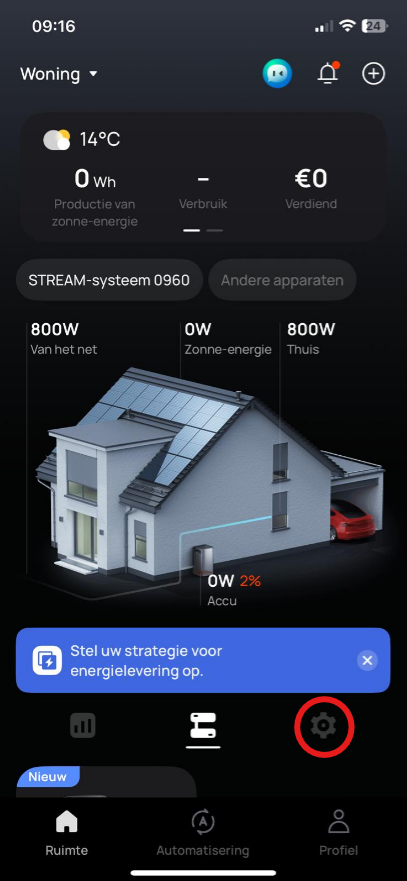 09:16
24
Woning
14°C
0 Wh
-
€0
Productie van
zonne-energie
Verbruik
Verdiend
STREAM-systeem 0960
Andere apparaten
800W
0W
800W
Van het net
Zonne-energie
Thuis
0W 2%
Accu
Stel uw strategie voor
energielevering op.
Nieuw
A
Ruimte
Automatisering
Profiel